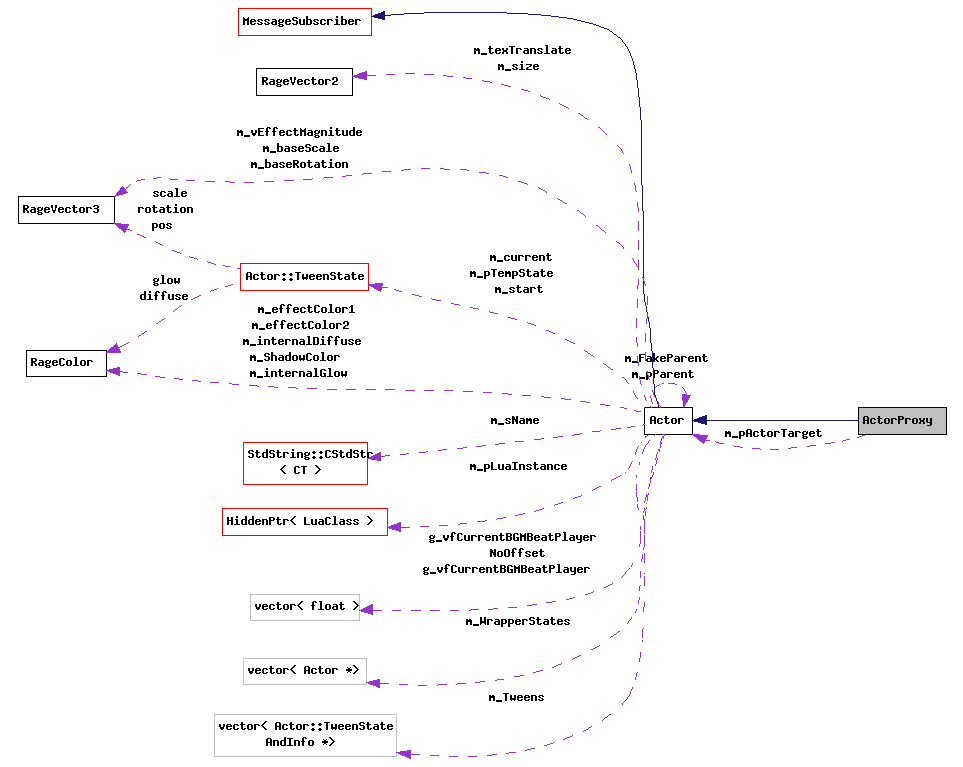 MessageSubscriber
m_texTranslate
m_size
RageVector2
m_vEffectMagnitude
m_baseScale
m_baseRotation
RageVector3
scale
rotation
pos
m_current
m_pTempState
m_start
Actor::TweenState
glow
diffuse
m_effectColor1
m_effectColor2
m_internalDiffuse
m_ShadowColor
m_internalGlow
RageColor
m_FakeParent
m_pParent
Actor
ActorProxy
m_pActorTarget
m_sName
StdString::CStdStr
< CT >
m_pLuaInstance
HiddenPtr< LuaClass >
g_vfCurrentBGMBeatPlayer
NoOffset
g_vfCurrentBGMBeatPlayer
vector< float >
m_WrapperStates
vector< Actor *>
m_Tweens
vector< Actor::TweenState
AndInfo *>